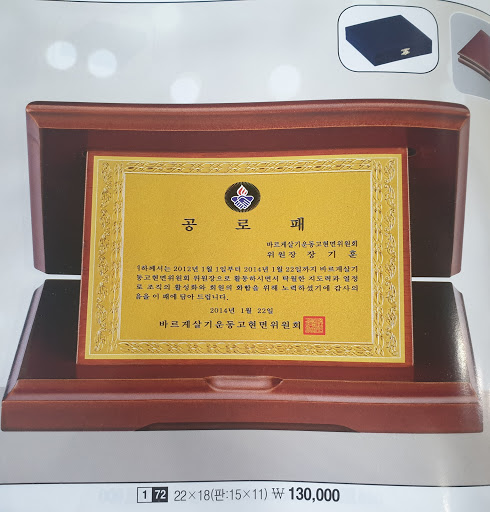 공로패
바르게살기운동고현면위원회
위원장 장기훈
귀하께서는 2012년 1월 1일부터 2014년 1월 22일까지 바르게살기
운동고현면위원회 위원장으로 활동하시면서 탁월한 지도력과 열정
으로 조직의 활성화와 회원의 화합을 위해 노력하셨기에 감사의
마음을 이 패에 담아 드립니다.
2014년 1월 22일
바르게살기운동고현면위원회
1 72 22×18(판:15×11) ₩ 130,000